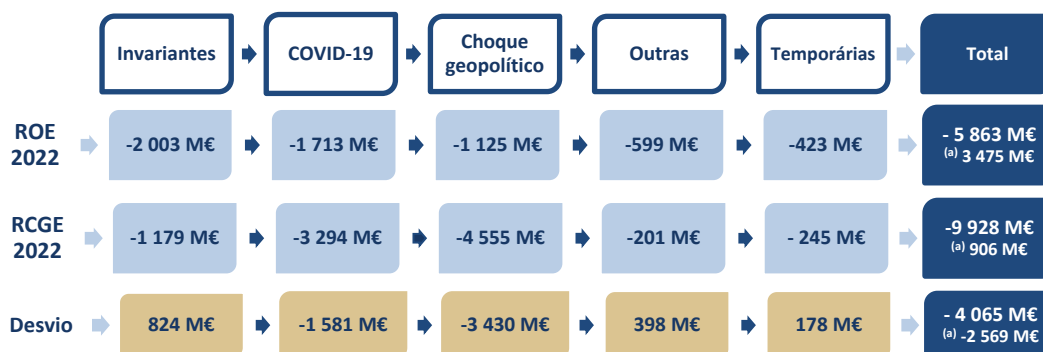 Invariantes
COVID-19
Choque
geopolítico
Outras
Temporárias
Total
ROE
2022
-2 003 M€
-1 713 M€
-1 125 M€
-599 M€
-423 M€
- 5 863 M€
(a) 3 475 M€
RCGE
2022
-1 179 M€
-3 294 M€
-4 555 M€
-201 M€
- 245 M€
-9 928 M€
(a) 906 M€
Desvio
824 M€
-1 581 M€
-3 430 M€
398 M€
178 M€
- 4 065 M€
(a) -2 569 M€